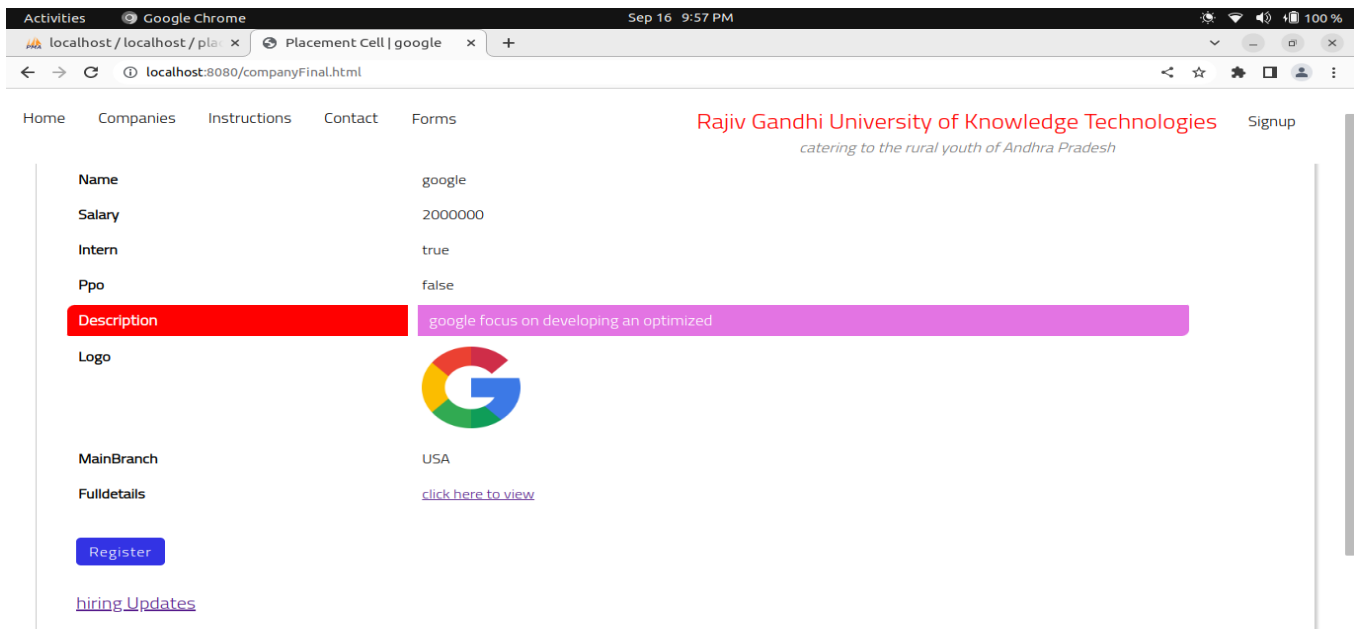 Activities Google Chrome Sep 16 9:57 PM 100 %
localhost / localhost / pla Placement Cell | google
localhost:8080/companyFinal.html
Home Companies Instructions Contact Forms Rajiv Gandhi University of Knowledge Technologies Signup
catering to the rural youth of Andhra Pradesh
Name google
Salary 2000000
Intern true
Ppo false
Description google focus on developing an optimized
Logo
MainBranch USA
Fulldetails click here to view
Register
hiring Updates